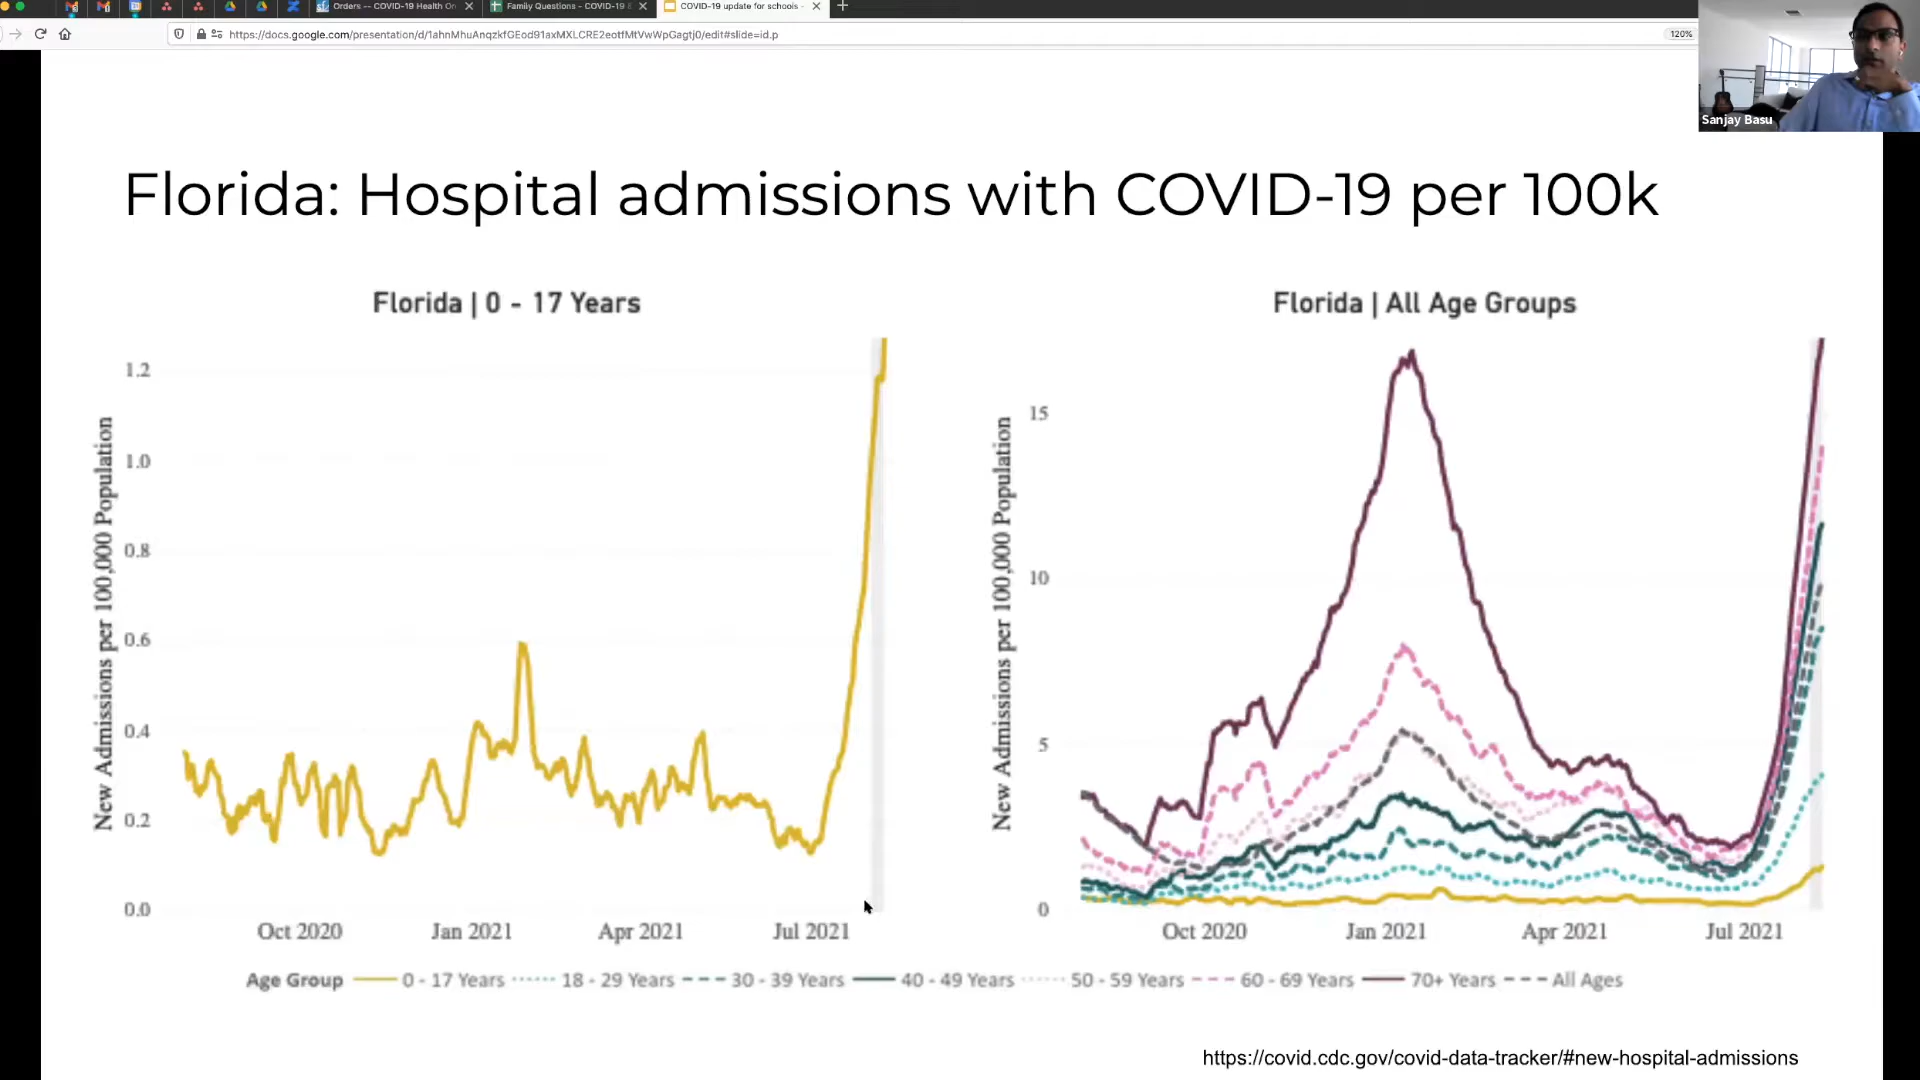 Orders -- COVID-19 Health Or
Family Questions - COVID-19 &
COVID-19 update for schools -
https://docs.google.com/presentation/d/1ahnMhuAnqzkfGEod91axMXLCRE2eotfMtVwWpGagtj0/edit#slide=id.p
120%
Sanjay Basu
Florida: Hospital admissions with COVID-19 per 100k
Florida | 0 - 17 Years
New Admissions per 100,000 Population
1.2
1.0
0.8
0.6
0.4
0.2
0.0
Oct 2020 Jan 2021 Apr 2021 Jul 2021
Florida | All Age Groups
New Admissions per 100,000 Population
15
10
5
0
Oct 2020 Jan 2021 Apr 2021 Jul 2021
Age Group 0 - 17 Years 18 - 29 Years 30 - 39 Years 40 - 49 Years 50 - 59 Years 60 - 69 Years 70+ Years All Ages
https://covid.cdc.gov/covid-data-tracker/#new-hospital-admissions